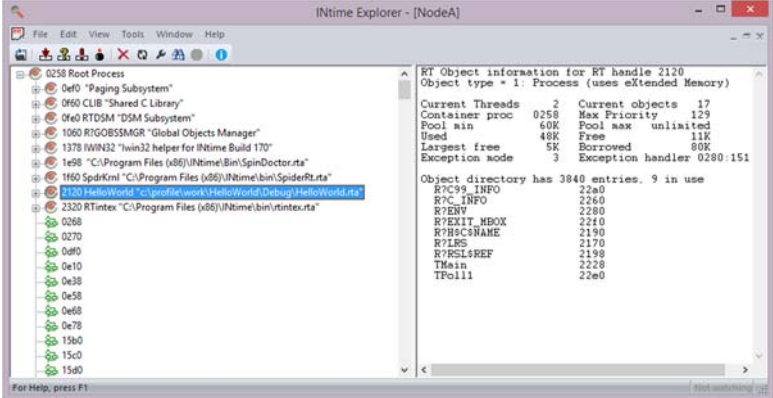 INtime Explorer - [NodeA]
File Edit View Tools Window Help
0258 Root Process
0ef0 "Paging Subsystem"
0f60 CLIB "Shared C Library"
0fe0 RTDSM "DSM Subsystem"
1060 R?GOBSSMGR "Global Objects Manager"
1378 IWIN32 "Iwin32 helper for INtime Build 170"
1e98 "C:\Program Files (x86)\INtime\Bin\SpinDoctor.rta"
1f60 SpdrKrnl "C:\Program Files (x86)\INtime\bin\SpiderRt.rta"
2120 HelloWorld "c:\profile\work\HelloWorld\Debug\HelloWorld.rta"
2320 RTintex "C:\Program Files (x86)\INtime\bin\rtintex.rta"
0268
0270
0df0
0e10
0e38
0e58
0e68
0e78
15b0
15c0
15d0
RT Object information for RT handle 2120
Object type = 1: Process (uses eXtended Memory)
Current Threads 2 Current objects 17
Container proc 0258 Max Priority 129
Pool min 60K Pool max unlimited
Used 48K Free 11K
Largest free 5K Borrowed 80K
Exception mode 3 Exception handler 0280:151
Object directory has 3840 entries, 9 in use
R?C99_INFO 22a0
R?C_INFO 2260
R?ENV 2280
R?EXIT_MBOX 22f0
R?H$C$NAME 2190
R?LRS 2170
R?RSL$REF 2198
TMain 2228
TPoll1 22e0
For Help, press F1
Not watching